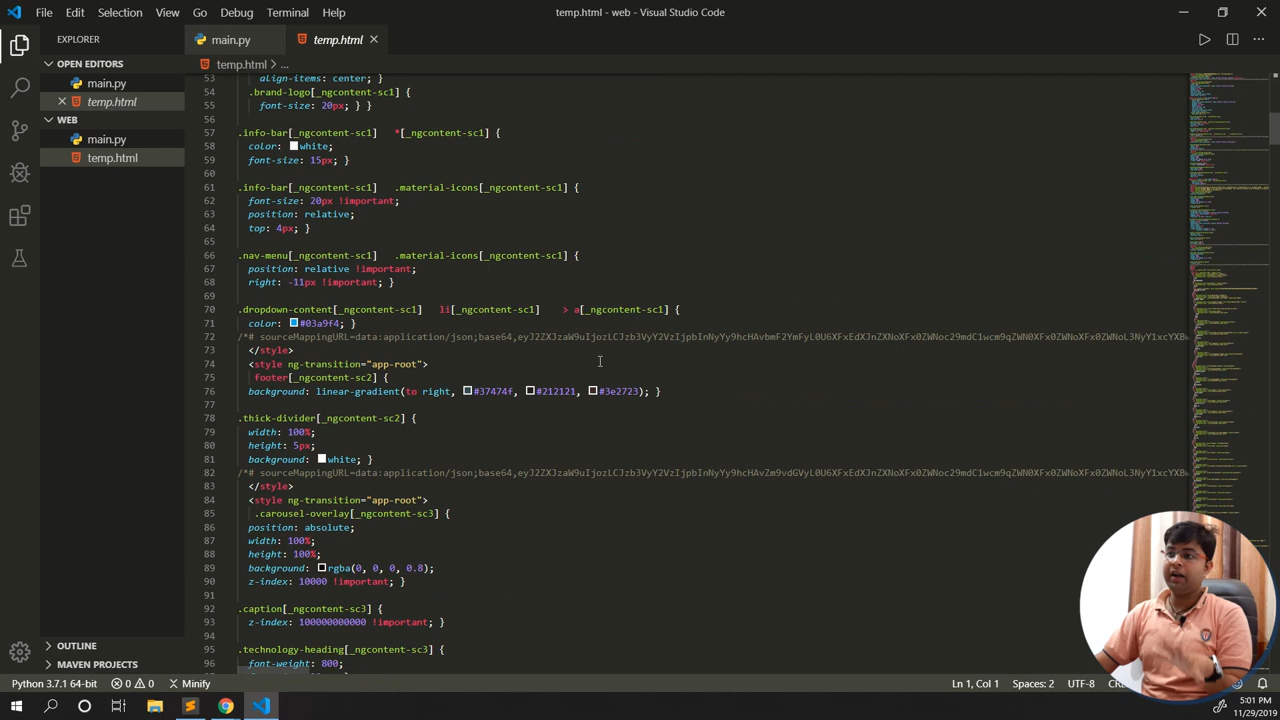 File Edit Selection View Go Debug Terminal Help
temp.html - web - Visual Studio Code
EXPLORER
main.py
temp.html
OPEN EDITORS
main.py
temp.html
WEB
main.py
temp.html
OUTLINE
MAVEN PROJECTS
temp.html > ...
53 align-items: center; }
54 .brand-logo[_ngcontent-sc1] {
55 font-size: 20px; } }
56
57 .info-bar[_ngcontent-sc1] *[_ngcontent-sc1] {
58 color: white;
59 font-size: 15px; }
60
61 .info-bar[_ngcontent-sc1] .material-icons[_ngcontent-sc1] {
62 font-size: 20px !important;
63 position: relative;
64 top: 4px; }
65
66 .nav-menu[_ngcontent-sc1] .material-icons[_ngcontent-sc1] {
67 position: relative !important;
68 right: -11px !important; }
69
70 .dropdown-content[_ngcontent-sc1] li[_ngcontent-sc1] > a[_ngcontent-sc1] {
71 color: #03a9f4; }
72 /*# sourceMappingURL=data:application/json;base64,
73 </style>
74 <style ng-transition="app-root">
75 footer[_ngcontent-sc2] {
76 background: linear-gradient(to right, #37474f, #212121, #3e2723); }
77
78 .thick-divider[_ngcontent-sc2] {
79 width: 100%;
80 height: 5px;
81 background: white; }
82 /*# sourceMappingURL=data:application/json;base64,
83 </style>
84 <style ng-transition="app-root">
85 .carousel-overlay[_ngcontent-sc3] {
86 position: absolute;
87 width: 100%;
88 height: 100%;
89 background: rgba(0, 0, 0, 0.8);
90 z-index: 10000 !important; }
91
92 .caption[_ngcontent-sc3] {
93 z-index: 100000000000 !important; }
94
95 .technology-heading[_ngcontent-sc3] {
96 font-weight: 800;
Python 3.7.1 64-bit 0 0 Minify
Ln 1, Col 1 Spaces: 2 UTF-8
5:01 PM
11/29/2019